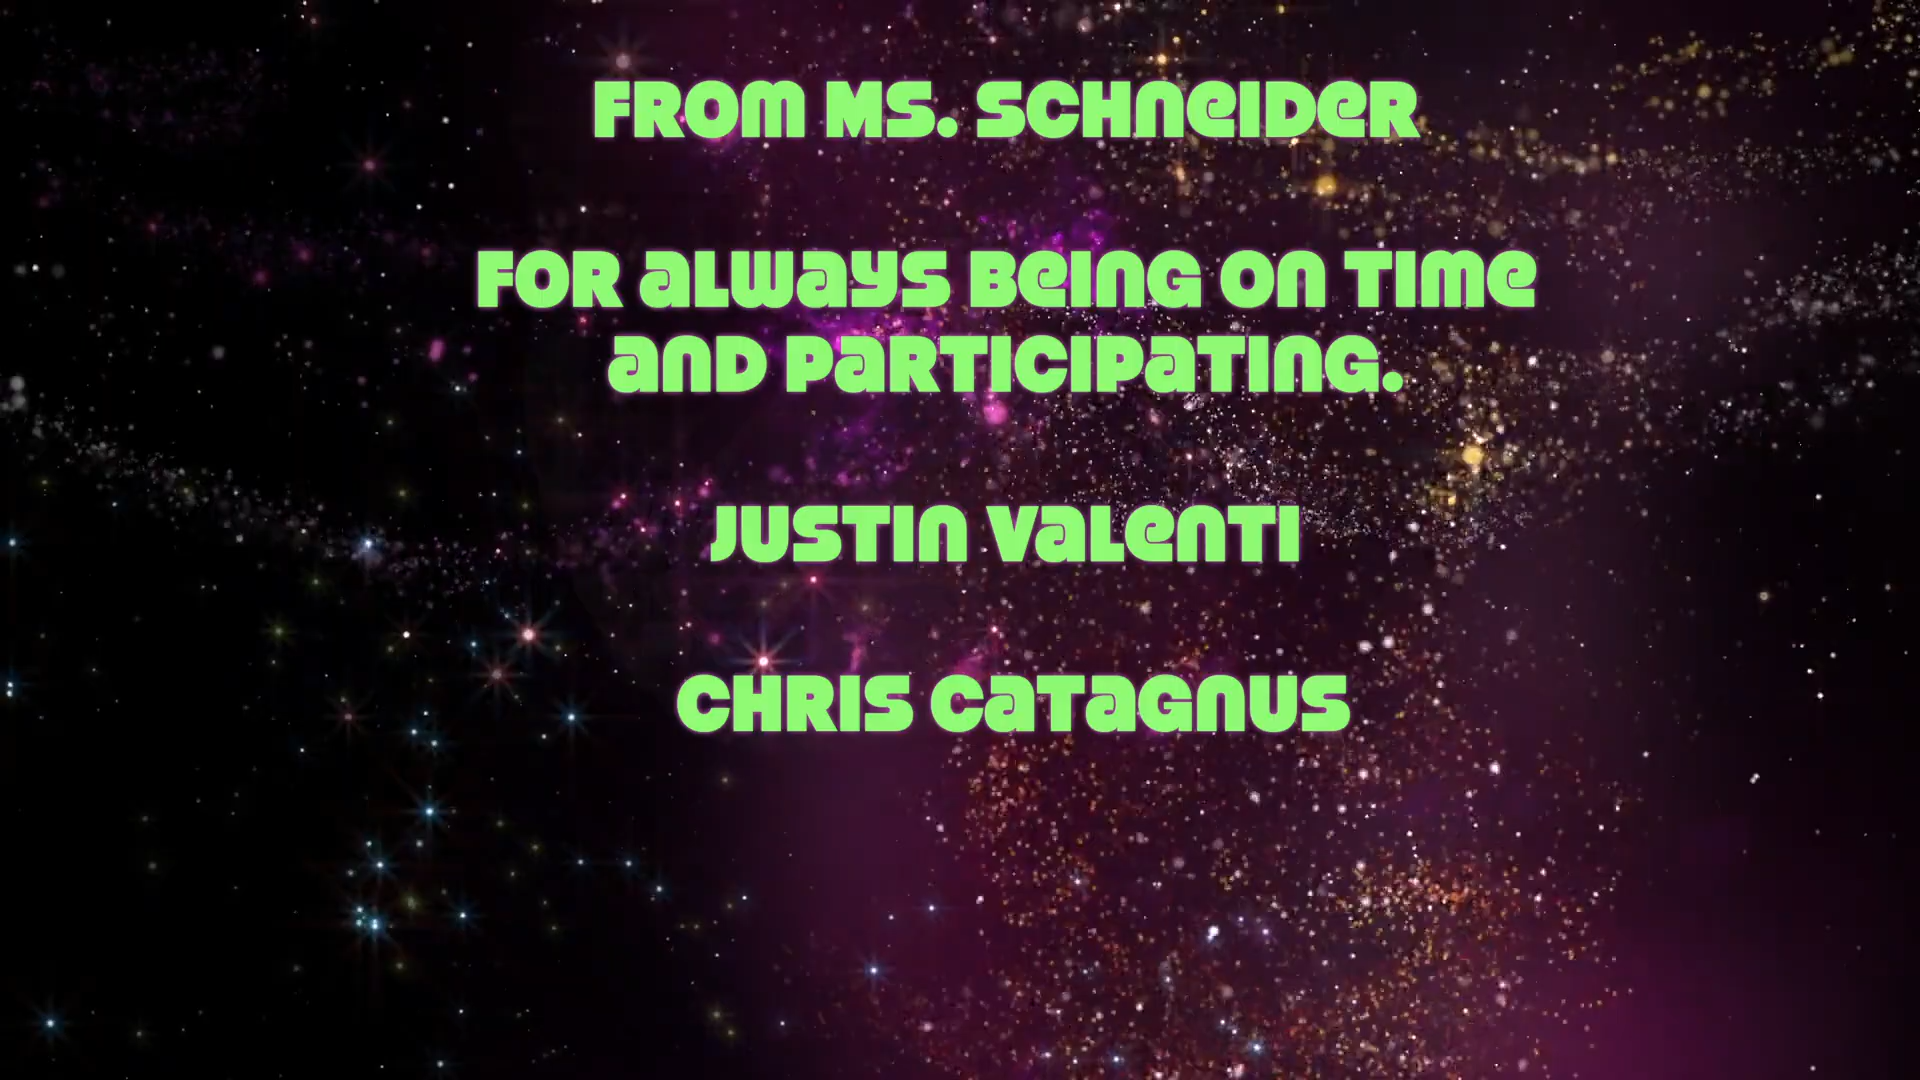 FROM MS. SCHNEIDER
FOR ALWAYS BEING ON TIME
AND PARTICIPATING.
JUSTIN VALENTI
CHRIS CATAGNUS